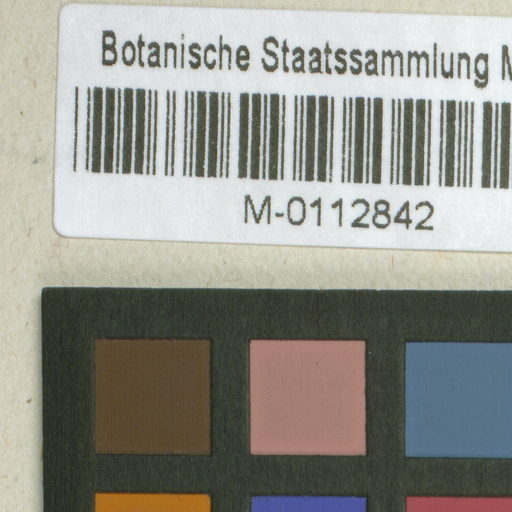 Botanische Staatssammlung
M-0112842